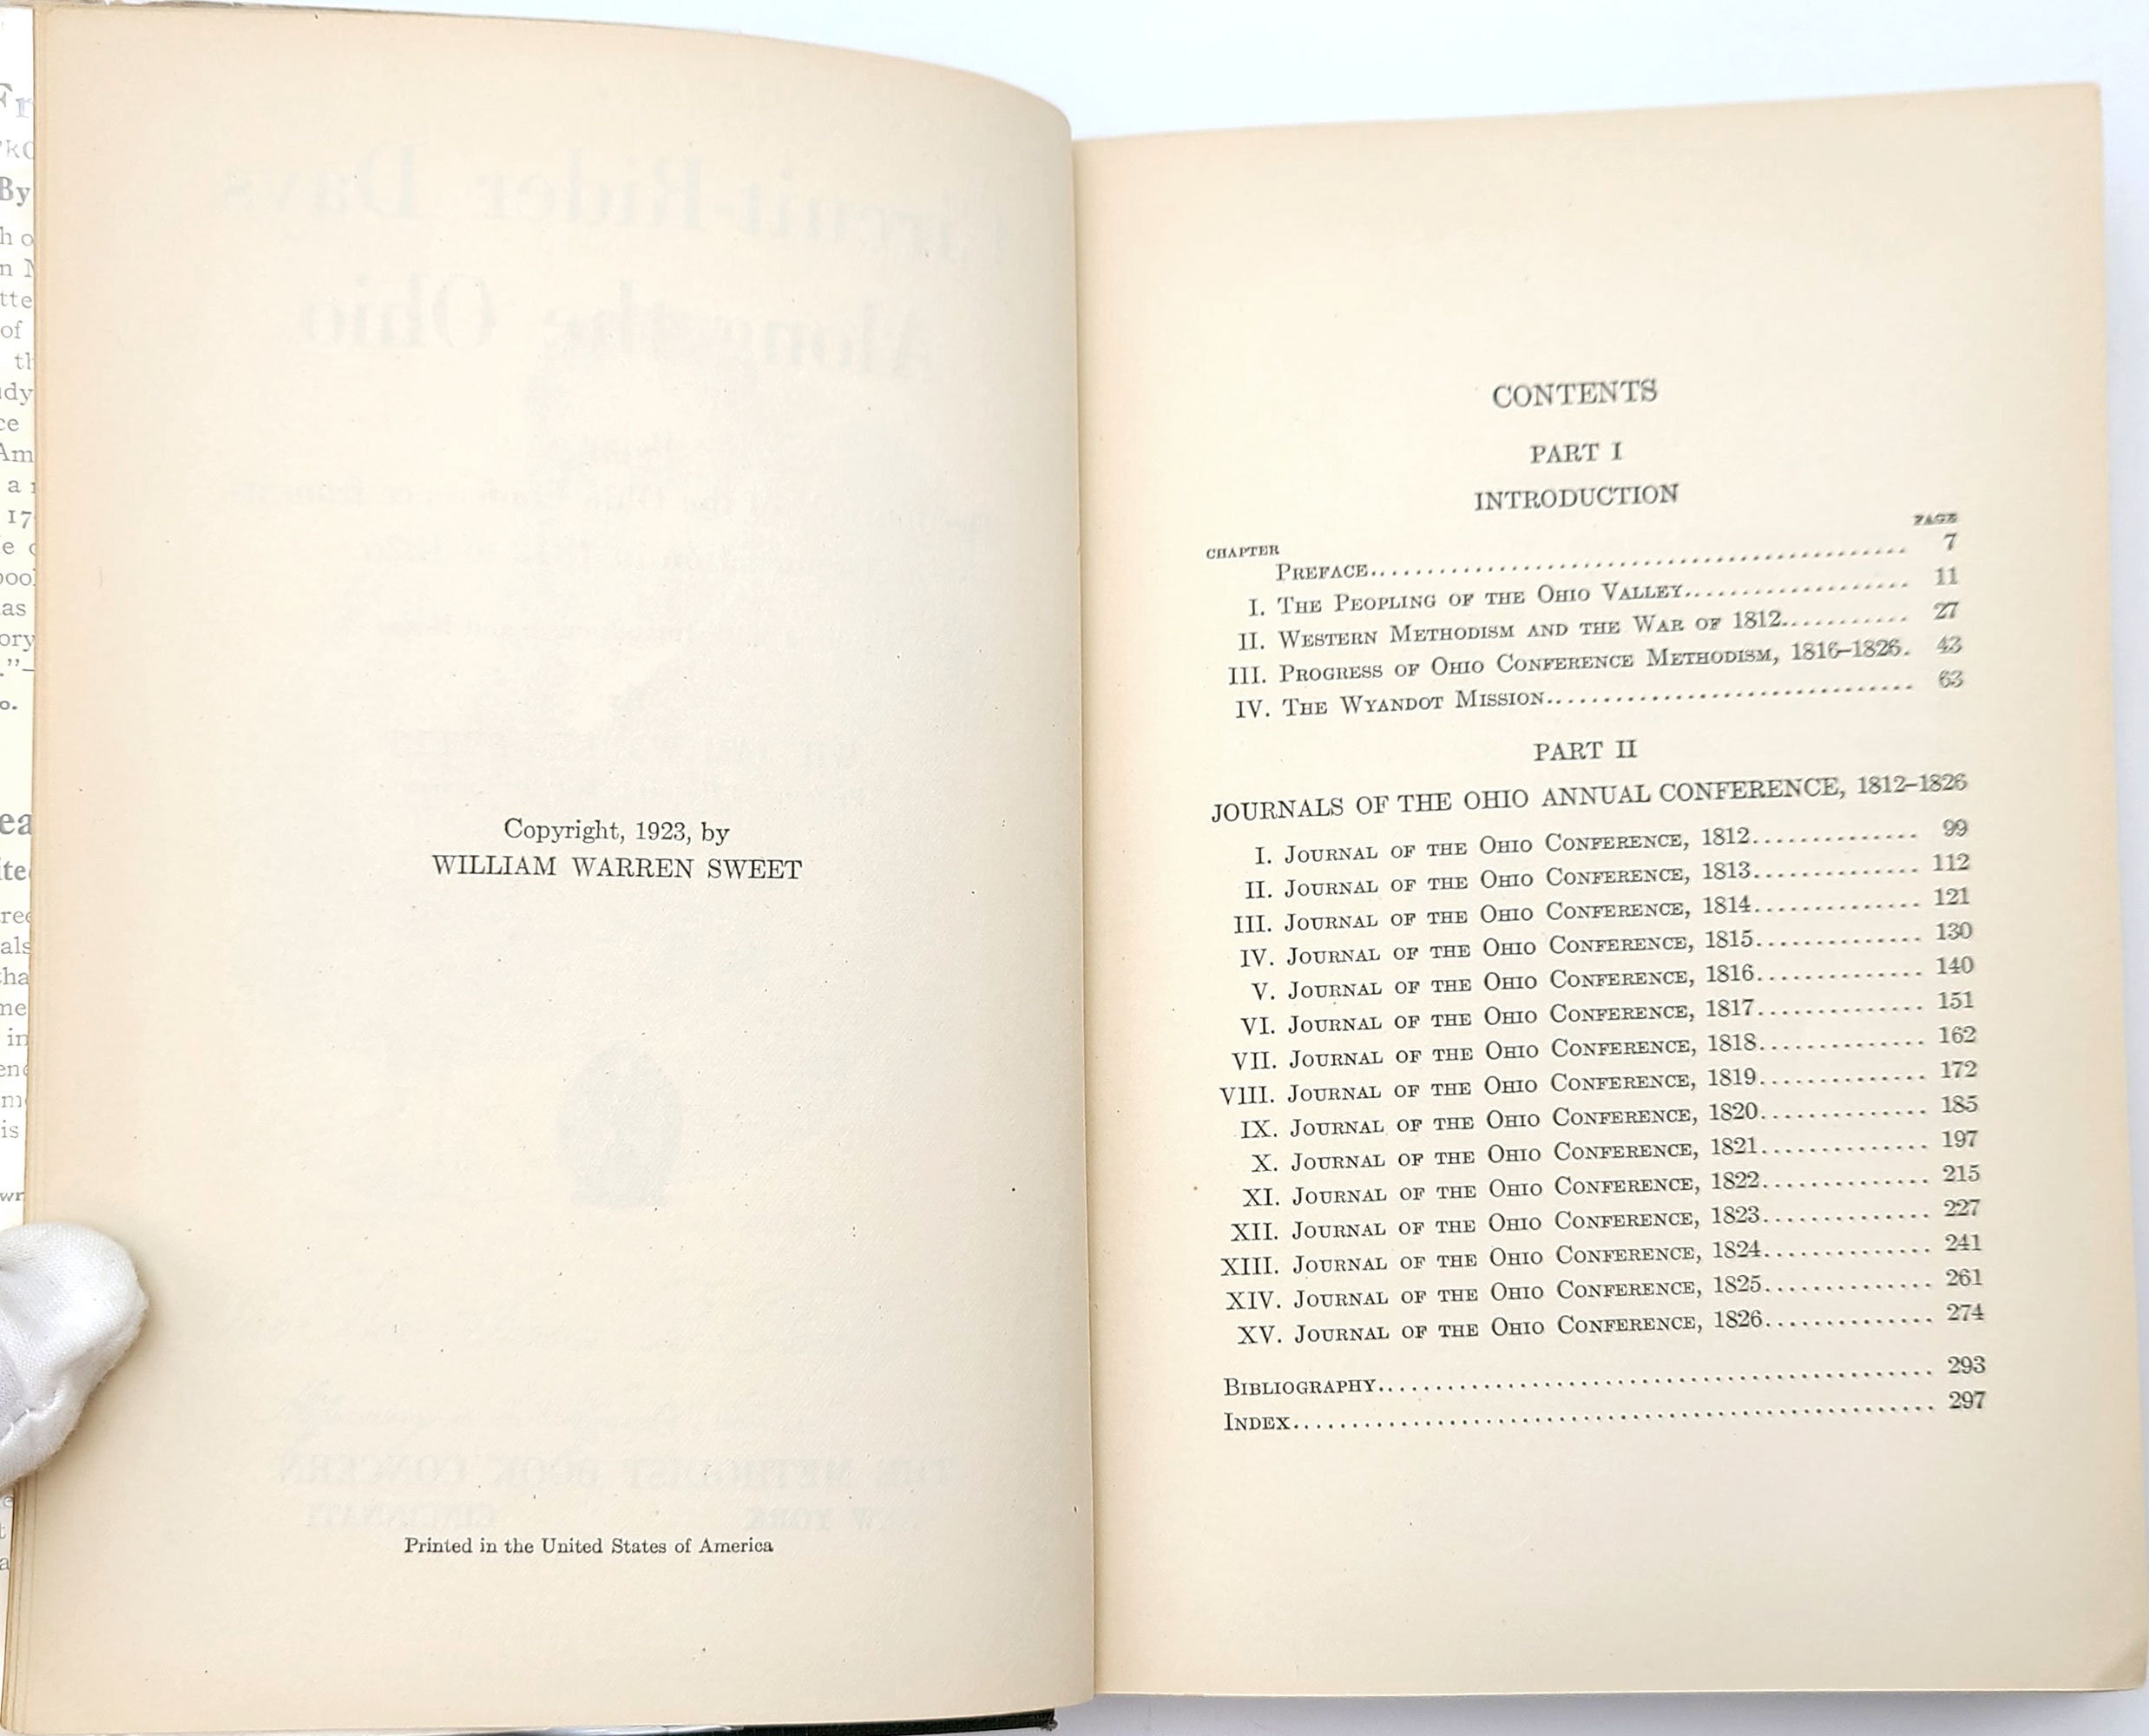 Copyright, 1923, by
WILLIAM WARREN SWEET
Printed in the United States of America
CONTENTS
PART I
INTRODUCTION
CHAPTER PAGE
PREFACE........................................ 7
I. THE PEOPLING OF THE OHIO VALLEY.................... 11
II. WESTERN METHODISM AND THE WAR OF 1812........... 27
III. PROGRESS OF OHIO CONFERENCE METHODISM, 1816–1826. 43
IV. THE WYANDOT MISSION.............................. 63
PART II
JOURNALS OF THE OHIO ANNUAL CONFERENCE, 1812–1826
I. JOURNAL OF THE OHIO CONFERENCE, 1812.............. 99
II. JOURNAL OF THE OHIO CONFERENCE, 1813.............. 112
III. JOURNAL OF THE OHIO CONFERENCE, 1814.............. 121
IV. JOURNAL OF THE OHIO CONFERENCE, 1815.............. 130
V. JOURNAL OF THE OHIO CONFERENCE, 1816.............. 140
VI. JOURNAL OF THE OHIO CONFERENCE, 1817.............. 151
VII. JOURNAL OF THE OHIO CONFERENCE, 1818.............. 162
VIII. JOURNAL OF THE OHIO CONFERENCE, 1819.............. 172
IX. JOURNAL OF THE OHIO CONFERENCE, 1820.............. 185
X. JOURNAL OF THE OHIO CONFERENCE, 1821.............. 197
XI. JOURNAL OF THE OHIO CONFERENCE, 1822.............. 215
XII. JOURNAL OF THE OHIO CONFERENCE, 1823.............. 227
XIII. JOURNAL OF THE OHIO CONFERENCE, 1824.............. 241
XIV. JOURNAL OF THE OHIO CONFERENCE, 1825.............. 261
XV. JOURNAL OF THE OHIO CONFERENCE, 1826.............. 274
BIBLIOGRAPHY............................................... 293
INDEX....................................................... 297